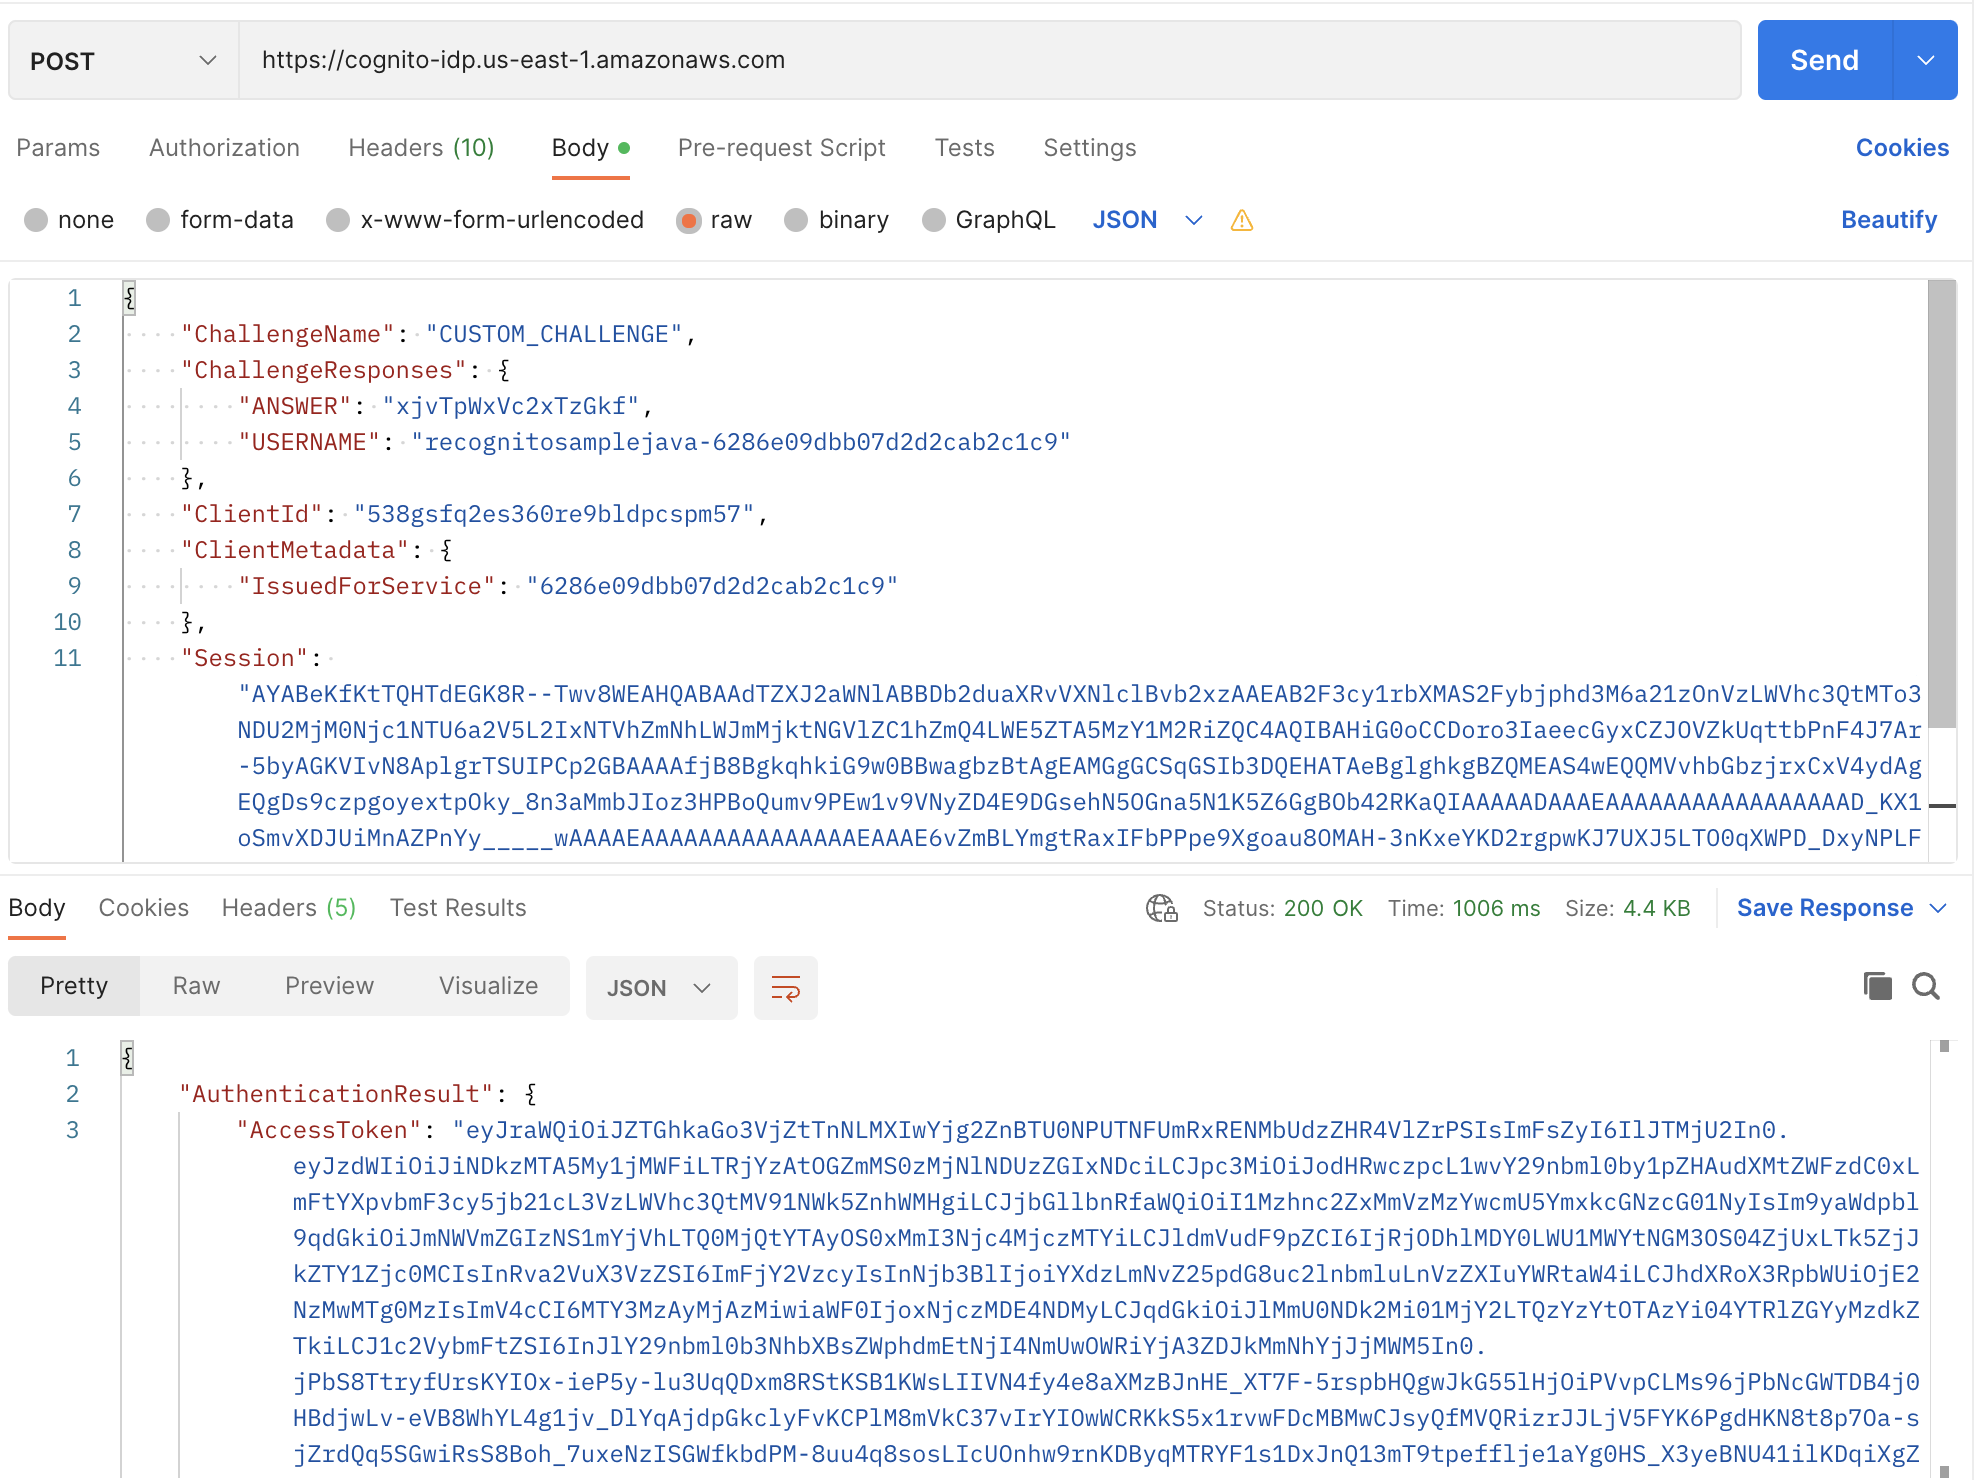 POST https://cognito-idp.us-east-1.amazonaws.com Send
Params Authorization Headers (10) Body Pre-request Script Tests Settings Cookies
none form-data x-www-form-urlencoded raw binary GraphQL JSON Beautify
1 {
2 "ChallengeName": "CUSTOM_CHALLENGE",
3 "ChallengeResponses": {
4 "ANSWER": "xjvTpWxVc2xTzGkf",
5 "USERNAME": "recognitosamplejava-6286e09dbb07d2d2cab2c1c9"
6 },
7 "ClientId": "538gsfq2es360re9bldpcspm57",
8 "ClientMetadata": {
9 "IssuedForService": "6286e09dbb07d2d2cab2c1c9"
10 },
11 "Session":
"AYABeKfKtTQHTdEGK8R--Twv8WEAHQABAAdTZXJ2aWNlABBDb2duaXRvVXNlclBvb2xzAAEAB2F3cy1rbXMAS2Fybjphd3M6a21zOnVzLWVhc3QtMTo3
NDU2MjM0Njc1NTU6a2V5L2IxNTVhZmNhLWJmMjktNGVlZC1hZmQ4LWE5ZTA5MzY1M2RiZQC4AQIBAHiG0oCCDoro3IaeecGyxCZJOVZkUqttbPnF4J7Ar
-5byAGKVIvN8AplgrTSUIPCp2GBAAAAfjB8BgkqhkiG9w0BBwagbzBtAgEAMGgGCSqGSIb3DQEHATAeBglghkgBZQMEAS4wEQQMVvhbGbzjrxCxV4ydAg
EQgDs9czpgoyextpOky_8n3aMmbJIoz3HPBoQumv9PEw1v9VNyZD4E9DGsehN5OGna5N1K5Z6GgBOb42RKaQIAAAAADAAAEAAAAAAAAAAAAAAAAAD_KX1
oSmvXDJUiMnAZPnYy_____wAAAAEAAAAAAAAAAAAAAAEAAAE6vZmBLYmgtRaxIFbPPpe9Xgoau8OMAH-3nKxeYKD2rgpwKJ7UXJ5LTO0qXWPD_DxyNPLF
Body Cookies Headers (5) Test Results Status: 200 OK Time: 1006 ms Size: 4.4 KB Save Response
Pretty Raw Preview Visualize JSON
1 {
2 "AuthenticationResult": {
3 "AccessToken": "eyJraWQiOiJZTGhkaGo3VjZtTnNLMXIwYjg2ZnBTU0NPUTNFUmRxRENMbUdzZHR4VlZrPSIsImFsZyI6IlJTMjU2In0.
eyJzdWIiOiJiNDkzMTA5My1jMWFiLTRjYzAtOGZmMS0zMjNlNDUzZGIxNDciLCJpc3MiOiJodHRwczpcL1wvY29nbml0by1pZHAudXMtZWFzdC0xL
mFtYXpvbmF3cy5jb21cL3VzLWVhc3QtMV91NWk5ZnhWMHgiLCJjbGllbnRfaWQiOiI1Mzhnc2ZxMmVzMzYwcmU5YmxkcGNzcG01NyIsIm9yaWdpbl
9qdGkiOiJmNWVmZGIzNS1mYjVhLTQ0MjQtYTAyOS0xMmI3Njc4MjczMTYiLCJldmVudF9pZCI6IjRjODhlMDY0LWU1MWYtNGM3OS04ZjUxLTk5ZjJ
kZTY1Zjc0MCIsInRva2VuX3VzZSI6ImFjY2VzcyIsInNjb3BlIjoiYXdzLmNvZ25pdG8uc2lnbmluLnVzZXIuYWRtaW4iLCJhdXRoX3RpbWUiOjE2
NzMwMTg0MzIsImV4cCI6MTY3MzAyMjAzMiwiaWF0IjoxNjczMDE4NDMyLCJqdGkiOiJlMmU0NDk2Mi01MjY2LTQzYzYtOTAzYi04YTRlZGYyMzdkZ
TkiLCJ1c2VybmFtZSI6InJlY29nbml0b3NhbXBsZWphdmEtNjI4NmUwOWRiYjA3ZDJkMmNhYjJjMWM5In0.
jPbS8TtryfUrsKYIOx-ieP5y-lu3UqQDxm8RStKSB1KWsLIIVN4fy4e8aXMzBJnHE_XT7F-5rspbHQgwJkG55lHjOiPVvpCLMs96jPbNcGWTDB4j0
HBdjwLv-eVB8WhYL4g1jv_DlYqAjdpGkclyFvKCPlM8mVkC37vIrYIOwWCRKkS5x1rvwFDcMBMwCJsyQfMVQRizrJJLjV5FYK6PgdHKN8t8p7Oa-s
jZrdQq5SGwiRsS8Boh_7uxeNzISGWfkbdPM-8uu4q8sosLIcUOnhw9rnKDByqMTRYF1s1DxJnQ13mT9tpefflje1aYg0HS_X3yeBNU41ilKDqiXgZ